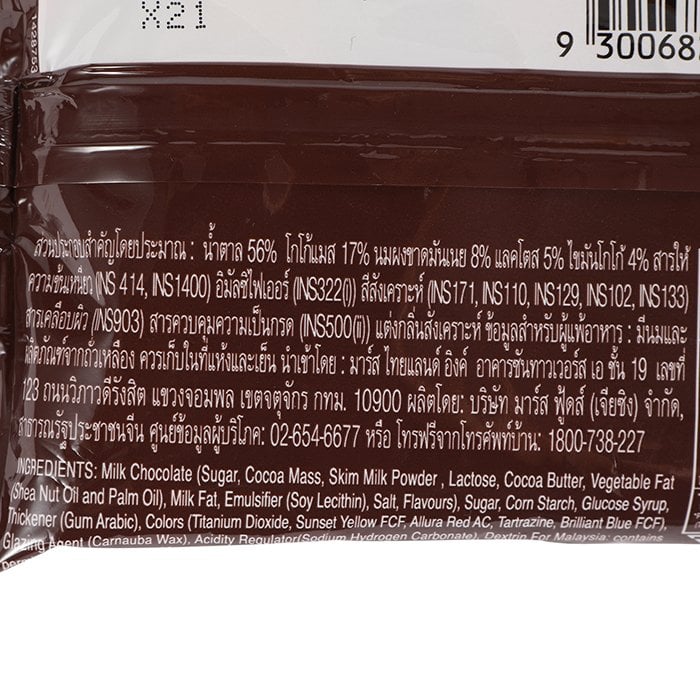 1428753
X21
9 30068
ส่วนประกอบสำคัญโดยประมาณ : น้ำตาล 56% โกโก้แมส 17% นมผงขาดมันเนย 8% แลคโตส 5% ไขมันโกโก้ 4% สารให้
ความข้นเหนียว (INS 414, INS1400) อิมัลซิไฟเออร์ (INS322(i)) สีสังเคราะห์ (INS171, INS110, INS129, INS102, INS133)
สารเคลือบผิว (INS903) สารควบคุมความเป็นกรด (INS500(ii)) แต่งกลิ่นสังเคราะห์ ข้อมูลสำหรับผู้แพ้อาหาร : มีนมและ
ผลิตภัณฑ์จากถั่วเหลือง ควรเก็บในที่แห้งและเย็น นำเข้าโดย : มาร์ส ไทยแลนด์ อิงค์ อาคารซันทาวเวอร์ส เอ ชั้น 19 เลขที่
123 ถนนวิภาวดีรังสิต แขวงจอมพล เขตจตุจักร กทม. 10900 ผลิตโดย: บริษัท มาร์ส ฟู้ดส์ (เจียซิง) จำกัด,
สาธารณรัฐประชาชนจีน ศูนย์ข้อมูลผู้บริโภค: 02-654-6677 หรือ โทรฟรีจากโทรศัพท์บ้าน: 1800-738-227
INGREDIENTS: Milk Chocolate (Sugar, Cocoa Mass, Skim Milk Powder , Lactose, Cocoa Butter, Vegetable Fat
(Shea Nut Oil and Palm Oil), Milk Fat, Emulsifier (Soy Lecithin), Salt, Flavours), Sugar, Corn Starch, Glucose Syrup,
Thickener (Gum Arabic), Colors (Titanium Dioxide, Sunset Yellow FCF, Allura Red AC, Tartrazine, Brilliant Blue FCF),
Glazing Agent (Carnauba Wax), Acidity Regulator(Sodium Hydrogen Carbonate), Dextrin For Malaysia: contains